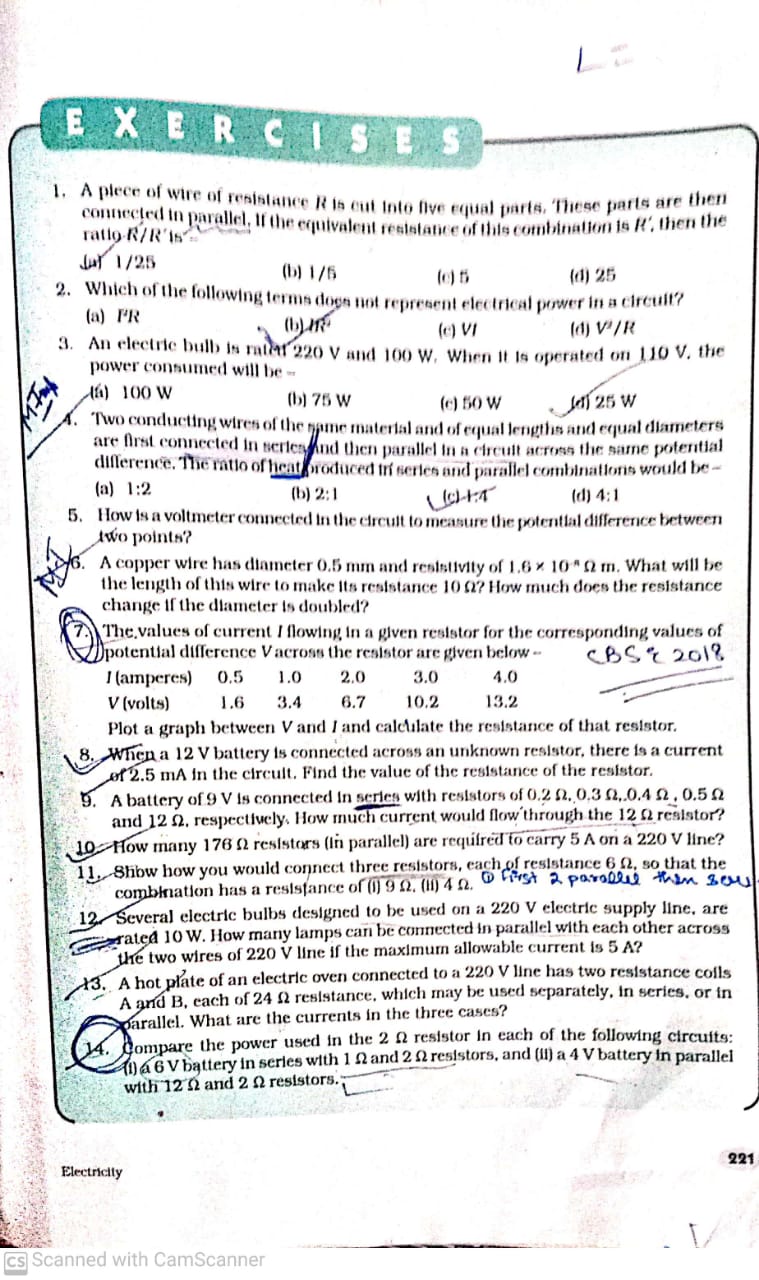 L =
EXERCISES
1. A piece of wire of resistance R is cut into five equal parts. These parts are then
connected in parallel. If the equivalent resistance of this combination is R′, then the
ratio R/R′ is –
(a) 1/25 (b) 1/5 (c) 5 (d) 25
2. Which of the following terms does not represent electrical power in a circuit?
(a) I²R (b) IR² (c) VI (d) V²/R
3. An electric bulb is rated 220 V and 100 W. When it is operated on 110 V, the
power consumed will be –
(a) 100 W (b) 75 W (c) 50 W (d) 25 W
M.Imp
4. Two conducting wires of the same material and of equal lengths and equal diameters
are first connected in series and then parallel in a circuit across the same potential
difference. The ratio of heat produced in series and parallel combinations would be –
(a) 1:2 (b) 2:1 (c) 1:4 (d) 4:1
5. How is a voltmeter connected in the circuit to measure the potential difference between
two points?
6. A copper wire has diameter 0.5 mm and resistivity of 1.6 × 10⁻⁸ Ω m. What will be
the length of this wire to make its resistance 10 Ω? How much does the resistance
change if the diameter is doubled?
7. The values of current I flowing in a given resistor for the corresponding values of
potential difference V across the resistor are given below –
CBSE 2018
I (amperes) 0.5 1.0 2.0 3.0 4.0
V (volts) 1.6 3.4 6.7 10.2 13.2
Plot a graph between V and I and calculate the resistance of that resistor.
8. When a 12 V battery is connected across an unknown resistor, there is a current
of 2.5 mA in the circuit. Find the value of the resistance of the resistor.
9. A battery of 9 V is connected in series with resistors of 0.2 Ω, 0.3 Ω, 0.4 Ω , 0.5 Ω
and 12 Ω, respectively. How much current would flow through the 12 Ω resistor?
10. How many 176 Ω resistors (in parallel) are required to carry 5 A on a 220 V line?
11. Show how you would connect three resistors, each of resistance 6 Ω, so that the
combination has a resistance of (i) 9 Ω, (ii) 4 Ω. ① first 2 parallel then
12. Several electric bulbs designed to be used on a 220 V electric supply line, are
rated 10 W. How many lamps can be connected in parallel with each other across
the two wires of 220 V line if the maximum allowable current is 5 A?
13. A hot plate of an electric oven connected to a 220 V line has two resistance coils
A and B, each of 24 Ω resistance, which may be used separately, in series, or in
parallel. What are the currents in the three cases?
14. Compare the power used in the 2 Ω resistor in each of the following circuits:
(i) a 6 V battery in series with 1 Ω and 2 Ω resistors, and (ii) a 4 V battery in parallel
with 12 Ω and 2 Ω resistors.
Electricity
221
CS Scanned with CamScanner